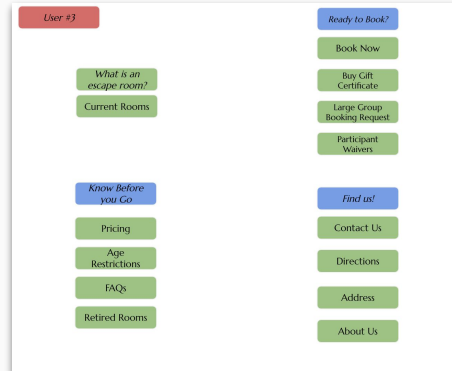 User #3
What is an
escape room?
Current Rooms
Ready to Book?
Book Now
Buy Gift
Certificate
Large Group
Booking Request
Participant
Waivers
Know Before
you Go
Pricing
Age
Restrictions
FAQs
Retired Rooms
Find us!
Contact Us
Directions
Address
About Us